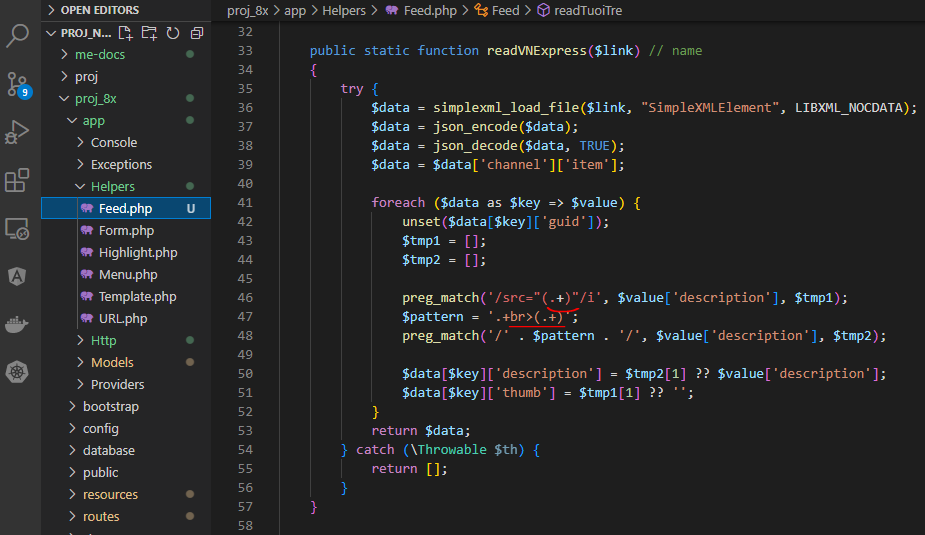 OPEN EDITORS
PROJ_N...
me-docs
proj
proj_8x
app
Console
Exceptions
Helpers
Feed.php U
Form.php
Highlight.php
Menu.php
Template.php
URL.php
Http
Models
Providers
bootstrap
config
database
public
resources
routes
9
proj_8x > app > Helpers > Feed.php > Feed > readTuoiTre
32
33 public static function readVNExpress($link) // name
34 {
35 try {
36 $data = simplexml_load_file($link, "SimpleXMLElement", LIBXML_NOCDATA);
37 $data = json_encode($data);
38 $data = json_decode($data, TRUE);
39 $data = $data['channel']['item'];
40
41 foreach ($data as $key => $value) {
42 unset($data[$key]['guid']);
43 $tmp1 = [];
44 $tmp2 = [];
45
46 preg_match('/src="(.+)"/i', $value['description'], $tmp1);
47 $pattern = '.+br>(.+)';
48 preg_match('/' . $pattern . '/', $value['description'], $tmp2);
49
50 $data[$key]['description'] = $tmp2[1] ?? $value['description'];
51 $data[$key]['thumb'] = $tmp1[1] ?? '';
52 }
53 return $data;
54 } catch (\Throwable $th) {
55 return [];
56 }
57 }
58